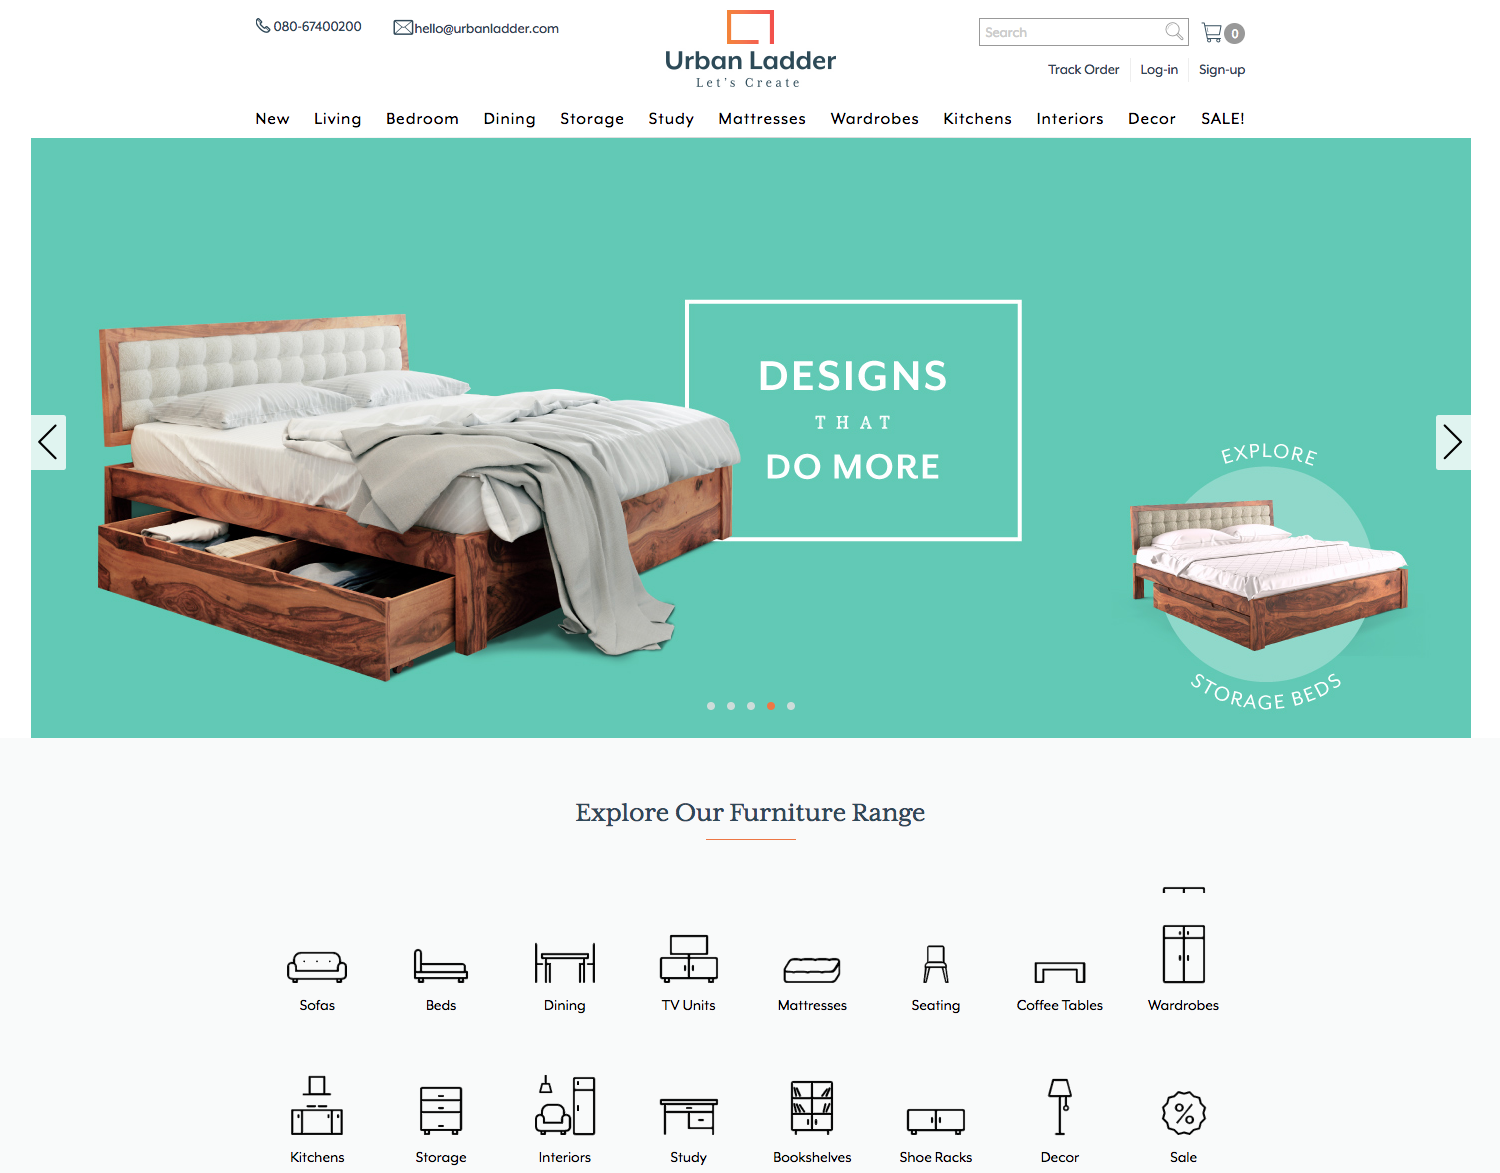 080-67400200
hello@urbanladder.com
Urban Ladder
Let's Create
Search
0
Track Order
Log-in
Sign-up
New Living Bedroom Dining Storage Study Mattresses Wardrobes Kitchens Interiors Decor SALE!
DESIGNS
THAT
DO MORE
EXPLORE
STORAGE BEDS
Explore Our Furniture Range
Sofas Beds Dining TV Units Mattresses Seating Coffee Tables Wardrobes
%
Kitchens Storage Interiors Study Bookshelves Shoe Racks Decor Sale